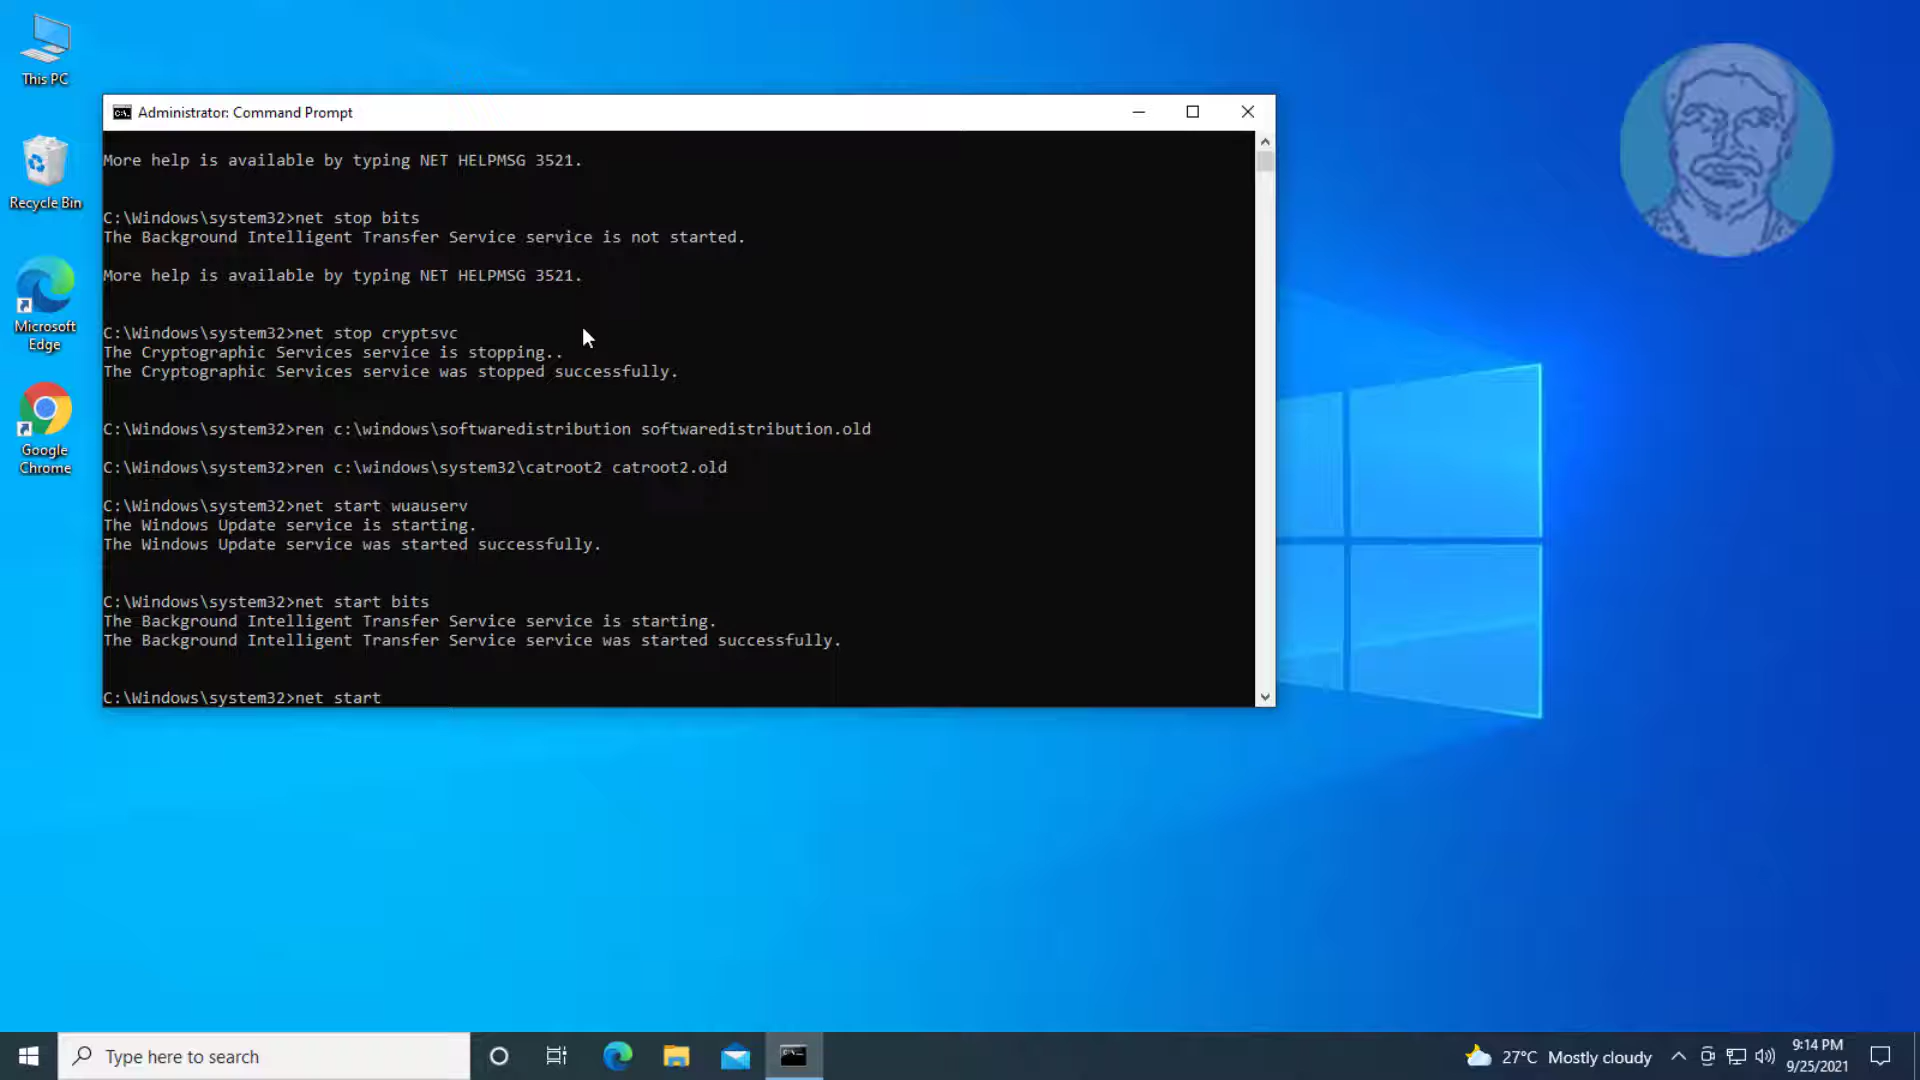 This PC
Recycle Bin
Microsoft
Edge
Google
Chrome
Administrator: Command Prompt
More help is available by typing NET HELPMSG 3521.
C:\Windows\system32>net stop bits
The Background Intelligent Transfer Service service is not started.
More help is available by typing NET HELPMSG 3521.
C:\Windows\system32>net stop cryptsvc
The Cryptographic Services service is stopping..
The Cryptographic Services service was stopped successfully.
C:\Windows\system32>ren c:\windows\softwaredistribution softwaredistribution.old
C:\Windows\system32>ren c:\windows\system32\catroot2 catroot2.old
C:\Windows\system32>net start wuauserv
The Windows Update service is starting.
The Windows Update service was started successfully.
C:\Windows\system32>net start bits
The Background Intelligent Transfer Service service is starting.
The Background Intelligent Transfer Service service was started successfully.
C:\Windows\system32>net start
Type here to search
27°C Mostly cloudy
9:14 PM
9/25/2021